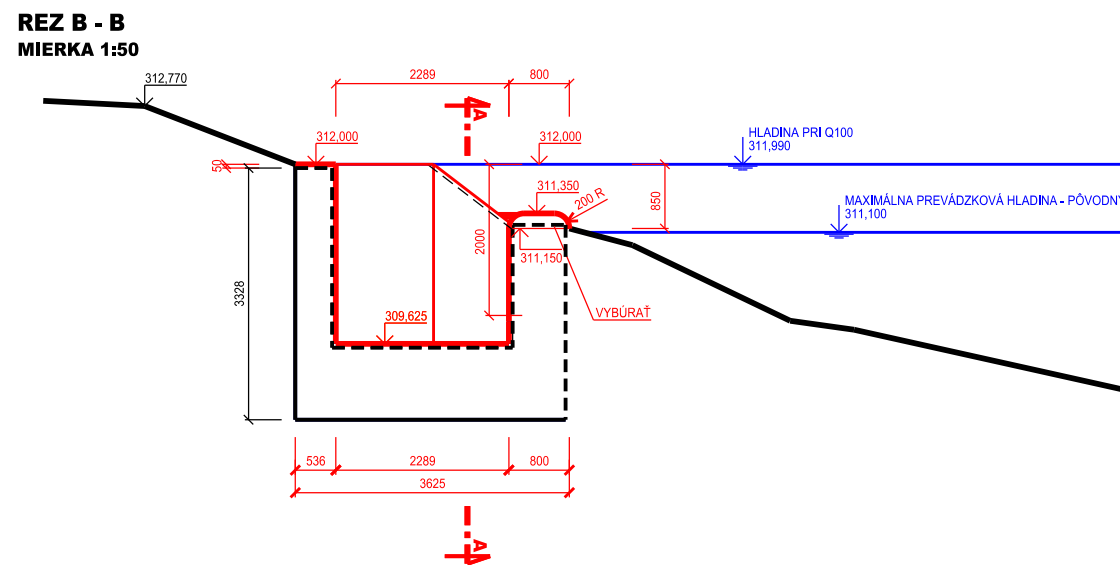 REZ B - B
MIERKA 1:50
312,770
2289
800
A
312,000
312,000
HLADINA PRI Q100
311,990
50
311,350
200 R
850
MAXIMÁLNA PREVÁDZKOVÁ HLADINA - PÔVODN
311,100
2000
311,150
3328
309,625
VYBÚRAŤ
536
2289
800
3625
A